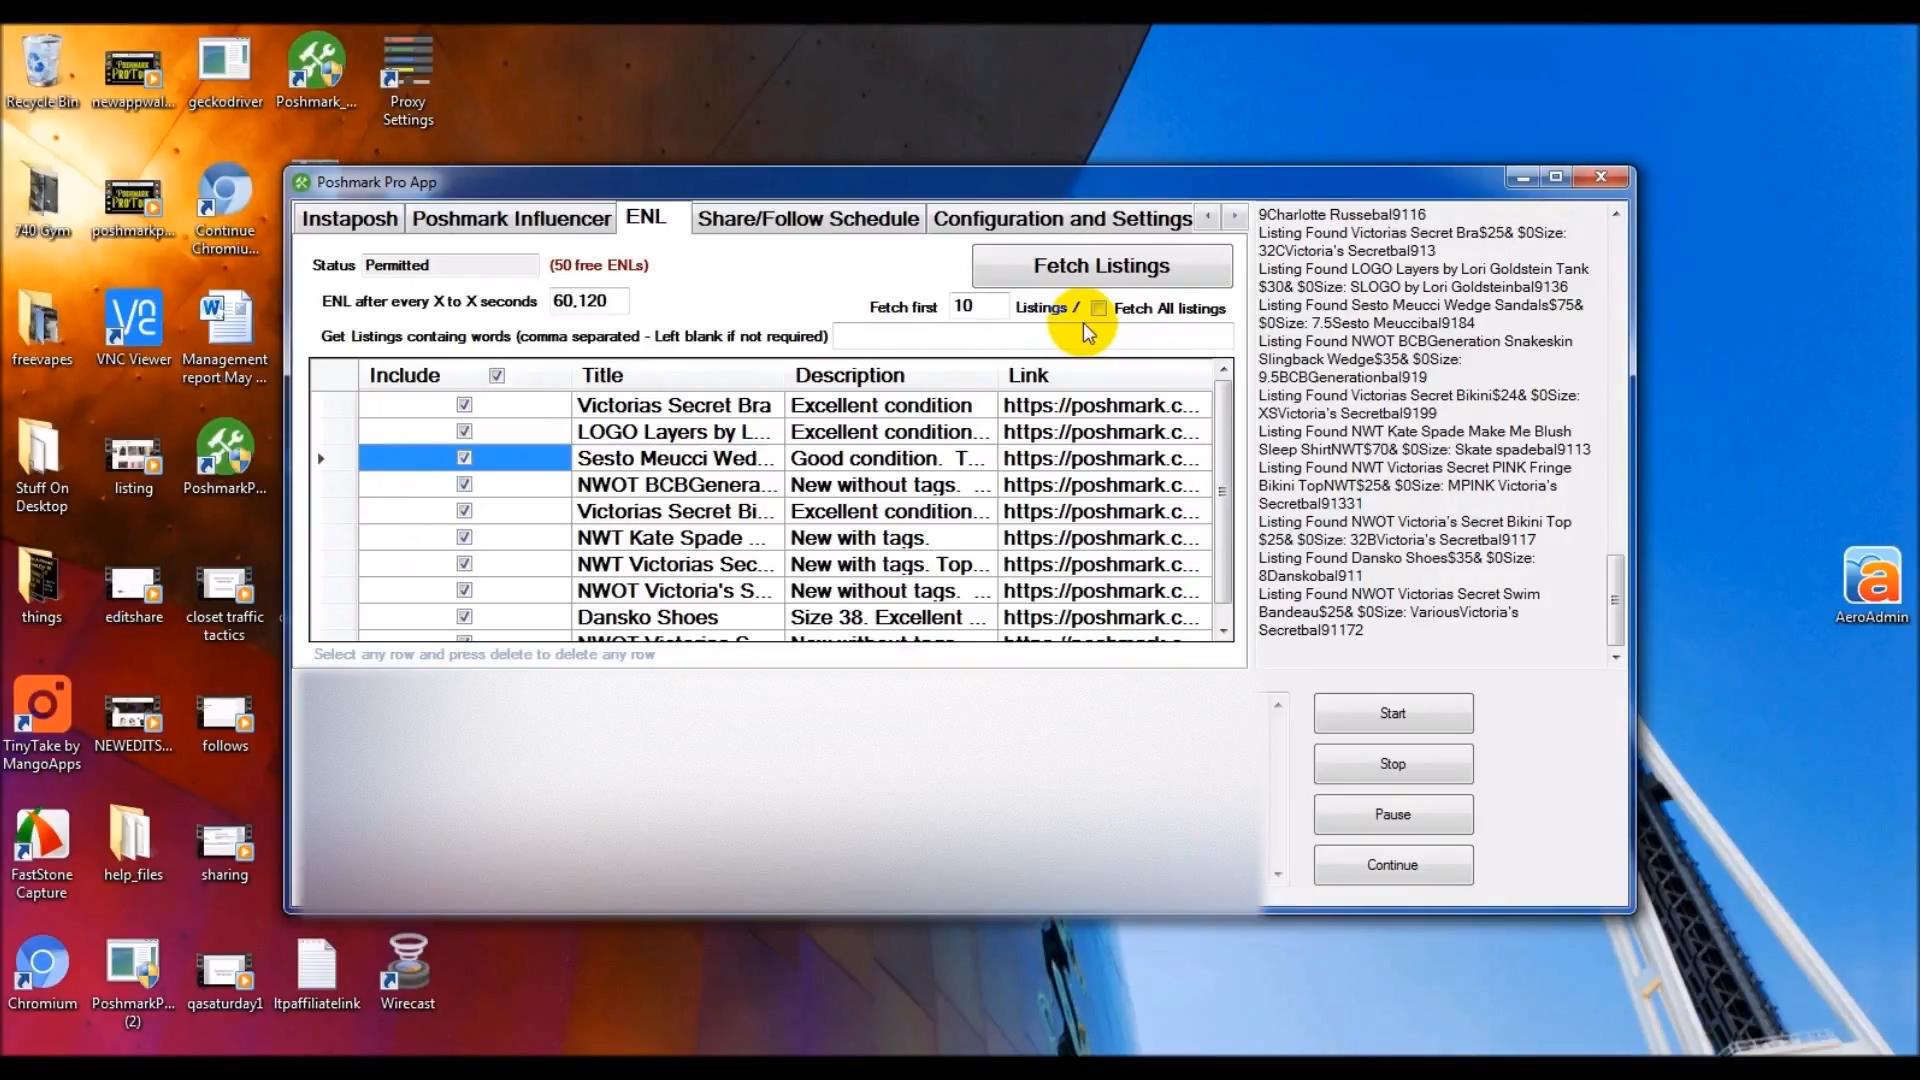 Recycle Bin
newappwal...
geckodriver
Poshmark_...
Proxy
Settings
740 Gym
poshmarkp...
Continue
Chromiu...
freevapes
VNC Viewer
Management
report May ...
Stuff On
Desktop
listing
PoshmarkP...
things
editshare
closet traffic
tactics
TinyTake by
MangoApps
NEWEDITS...
follows
FastStone
Capture
help_files
sharing
Chromium
PoshmarkP...
(2)
qasaturday1
ltpaffiliatelink
Wirecast
AeroAdmin
Poshmark Pro App
Instaposh
Poshmark Influencer
ENL
Share/Follow Schedule
Configuration and Settings
Status Permitted (50 free ENLs)
Fetch Listings
ENL after every X to X seconds 60,120
Fetch first 10 Listings / Fetch All listings
Get Listings containg words (comma separated - Left blank if not required)
Include Title Description Link
Victorias Secret Bra Excellent condition https://poshmark.c...
LOGO Layers by L... Excellent condition... https://poshmark.c...
Sesto Meucci Wed... Good condition. T... https://poshmark.c...
NWOT BCBGenera... New without tags. ... https://poshmark.c...
Victorias Secret Bi... Excellent condition... https://poshmark.c...
NWT Kate Spade ... New with tags. https://poshmark.c...
NWT Victorias Sec... New with tags. Top... https://poshmark.c...
NWOT Victoria's S... New without tags. ... https://poshmark.c...
Dansko Shoes Size 38. Excellent ... https://poshmark.c...
NWOT Victorias S... New without tags... https://poshmark.c...
Select any row and press delete to delete any row
9Charlotte Russebal9116
Listing Found Victorias Secret Bra$25& $0Size:
32CVictoria's Secretbal913
Listing Found LOGO Layers by Lori Goldstein Tank
$30& $0Size: SLOGO by Lori Goldsteinbal9136
Listing Found Sesto Meucci Wedge Sandals$75&
$0Size: 7.5Sesto Meuccibal9184
Listing Found NWOT BCBGeneration Snakeskin
Slingback Wedge$35& $0Size:
9.5BCBGenerationbal919
Listing Found Victorias Secret Bikini$24& $0Size:
XSVictoria's Secretbal9199
Listing Found NWT Kate Spade Make Me Blush
Sleep ShirtNWT$70& $0Size: Skate spadebal9113
Listing Found NWT Victorias Secret PINK Fringe
Bikini TopNWT$25& $0Size: MPINK Victoria's
Secretbal91331
Listing Found NWOT Victoria's Secret Bikini Top
$25& $0Size: 32BVictoria's Secretbal9117
Listing Found Dansko Shoes$35& $0Size:
8Danskobal911
Listing Found NWOT Victorias Secret Swim
Bandeau$25& $0Size: VariousVictoria's
Secretbal91172
Start
Stop
Pause
Continue